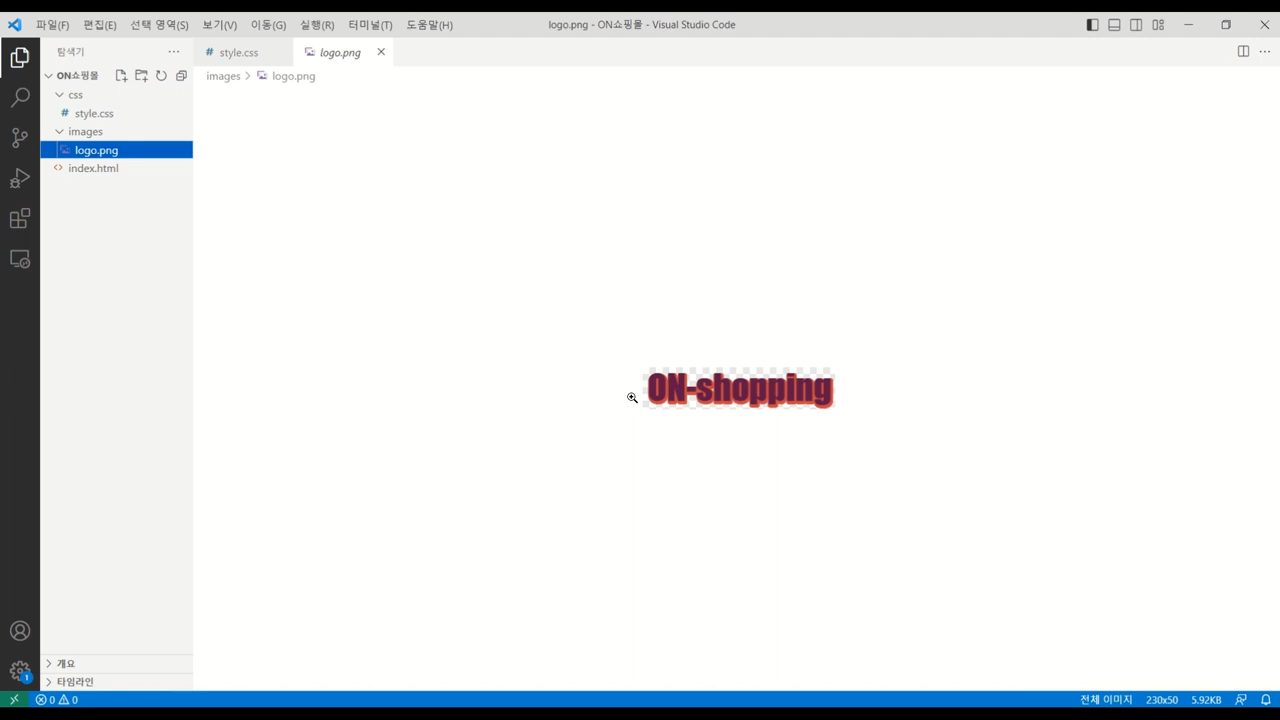 파일(F) 편집(E) 선택 영역(S) 보기(V) 이동(G) 실행(R) 터미널(T) 도움말(H) logo.png - ON쇼핑몰 - Visual Studio Code
탐색기 # style.css logo.png
ON쇼핑몰 images > logo.png
css
# style.css
images
logo.png
index.html
ON-shopping
개요
타임라인
1
0 0 전체 이미지 230x50 5.92KB